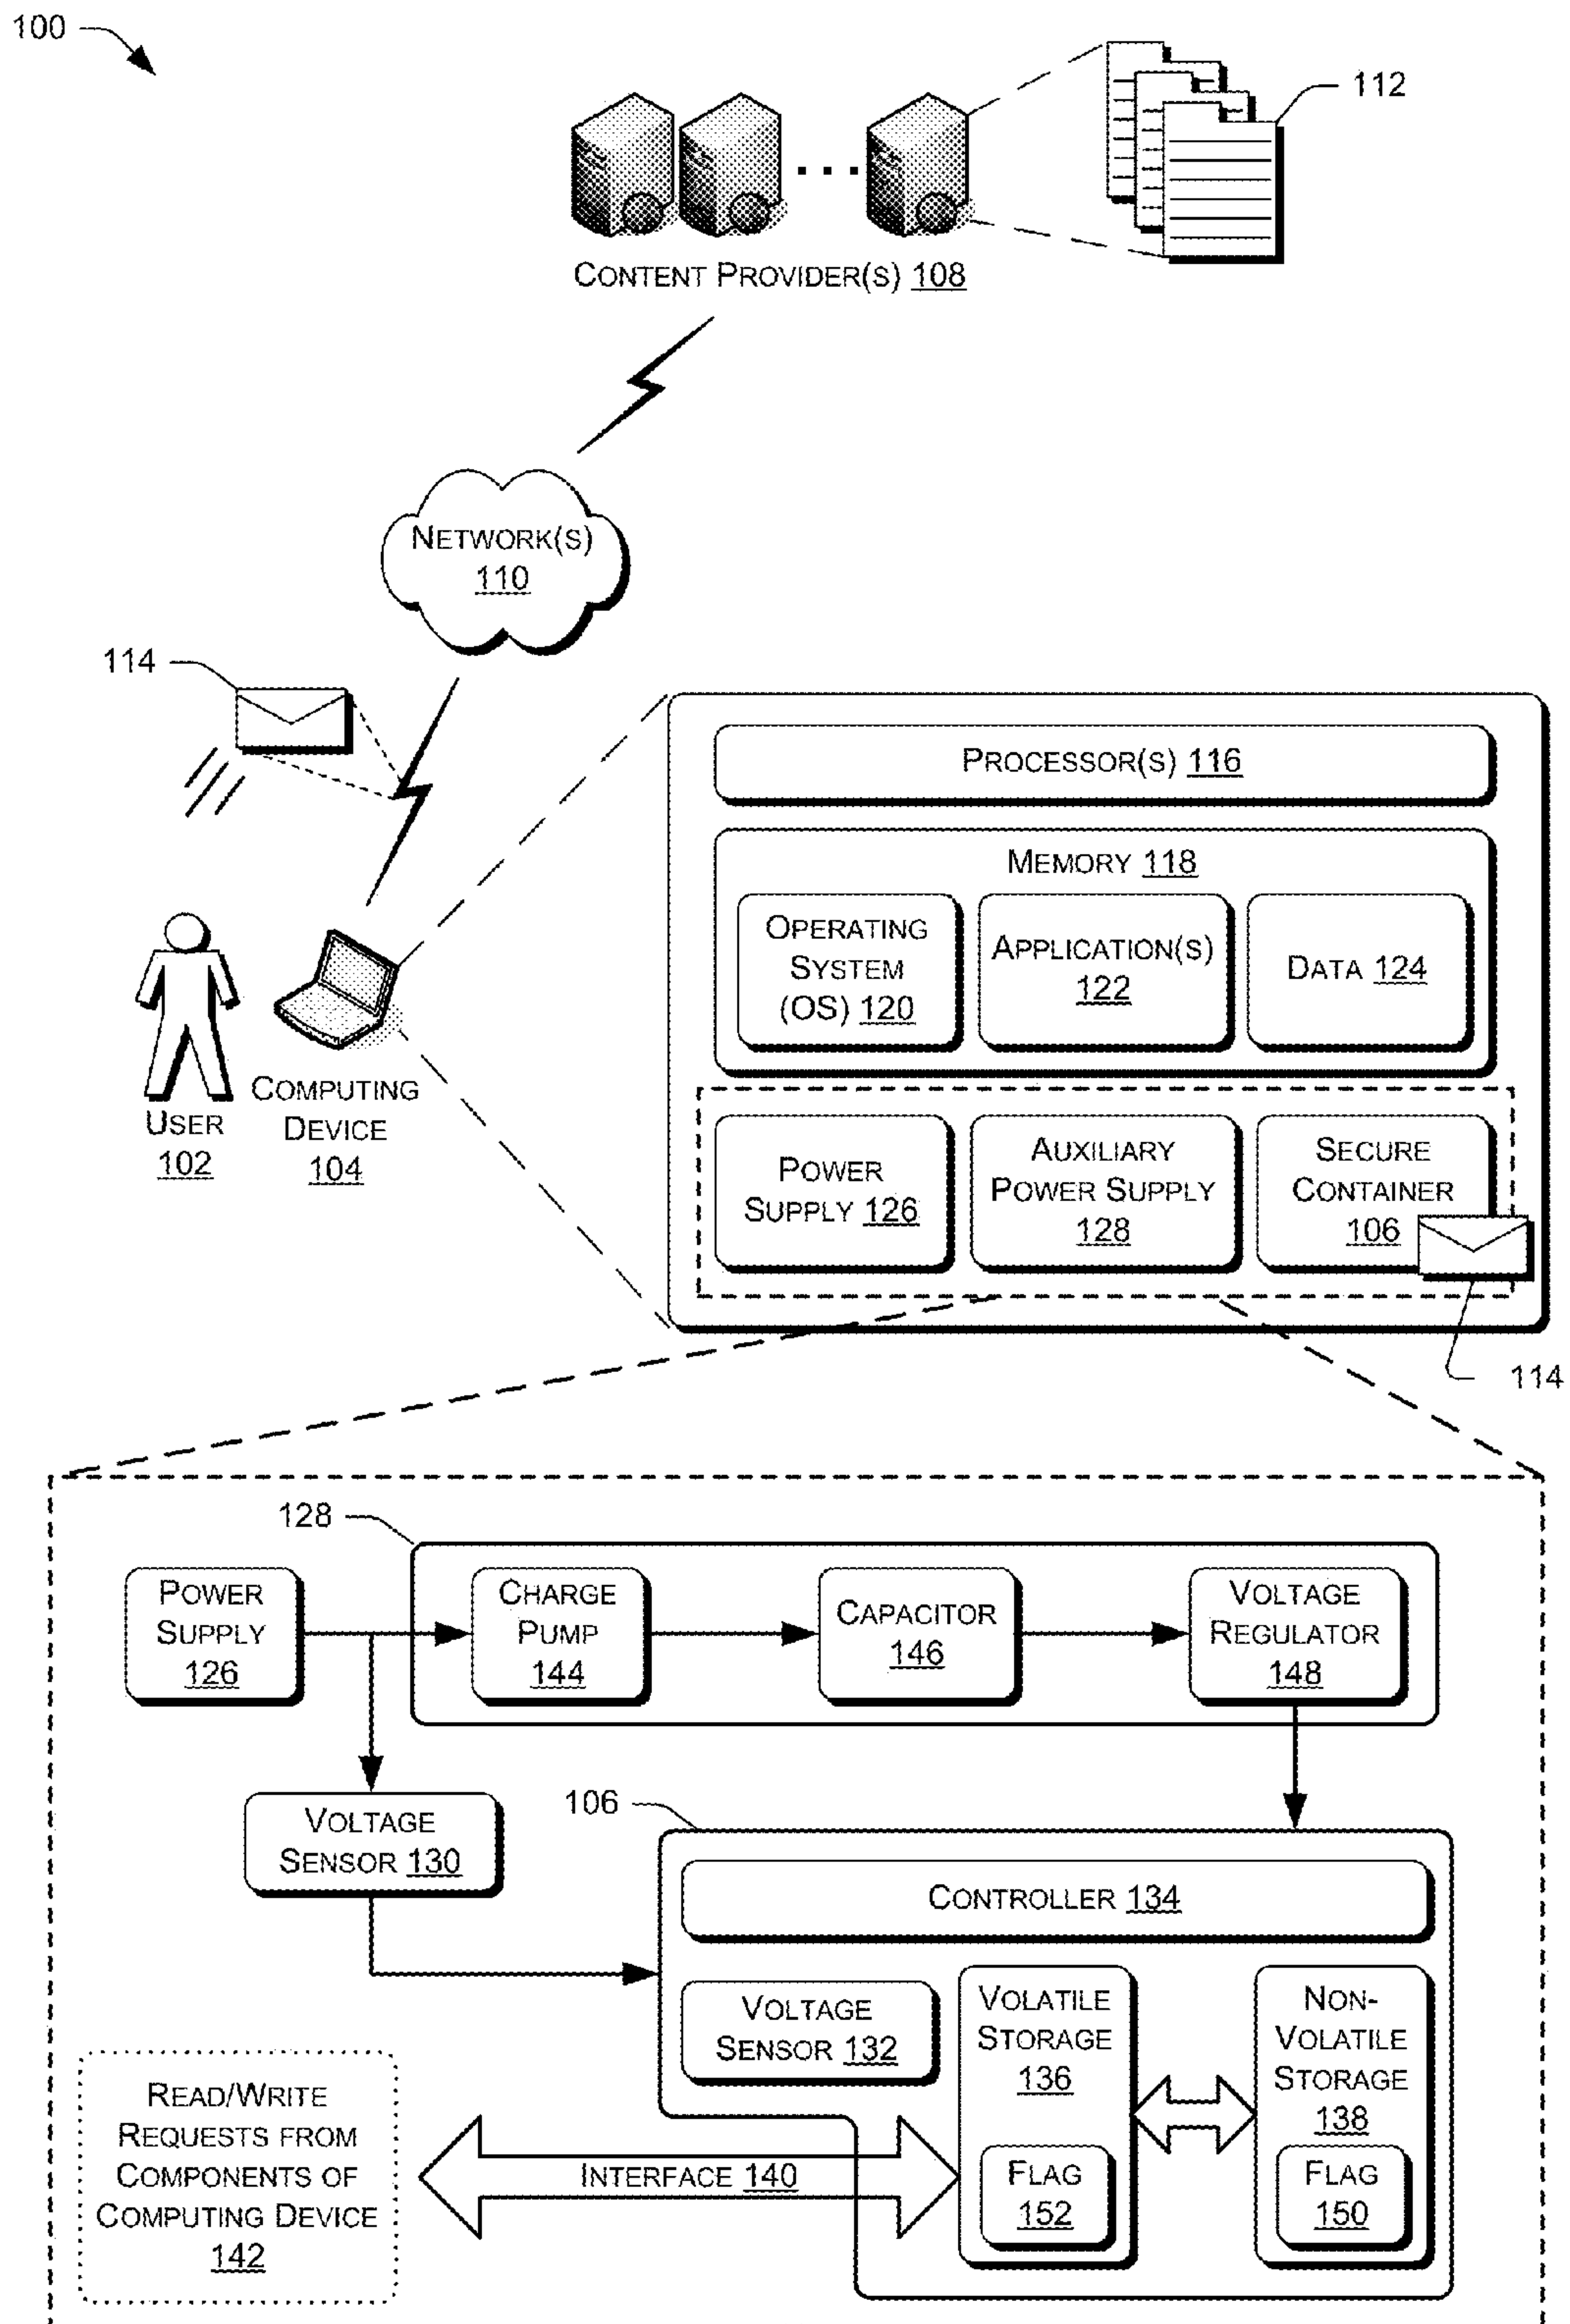 100
112
CONTENT PROVIDER(S) 108
NETWORK(S)
110
114
PROCESSOR(S) 116
MEMORY 118
OPERATING
SYSTEM
(OS) 120
APPLICATION(S)
122
DATA 124
USER
102
COMPUTING
DEVICE
104
POWER
SUPPLY 126
AUXILIARY
POWER SUPPLY
128
SECURE
CONTAINER
106
114
128
POWER
SUPPLY
126
CHARGE
PUMP
144
CAPACITOR
146
VOLTAGE
REGULATOR
148
VOLTAGE
SENSOR 130
106
CONTROLLER 134
VOLTAGE
SENSOR 132
VOLATILE
STORAGE
136
FLAG
152
NON-
VOLATILE
STORAGE
138
FLAG
150
READ/WRITE
REQUESTS FROM
COMPONENTS OF
COMPUTING DEVICE
142
INTERFACE 140